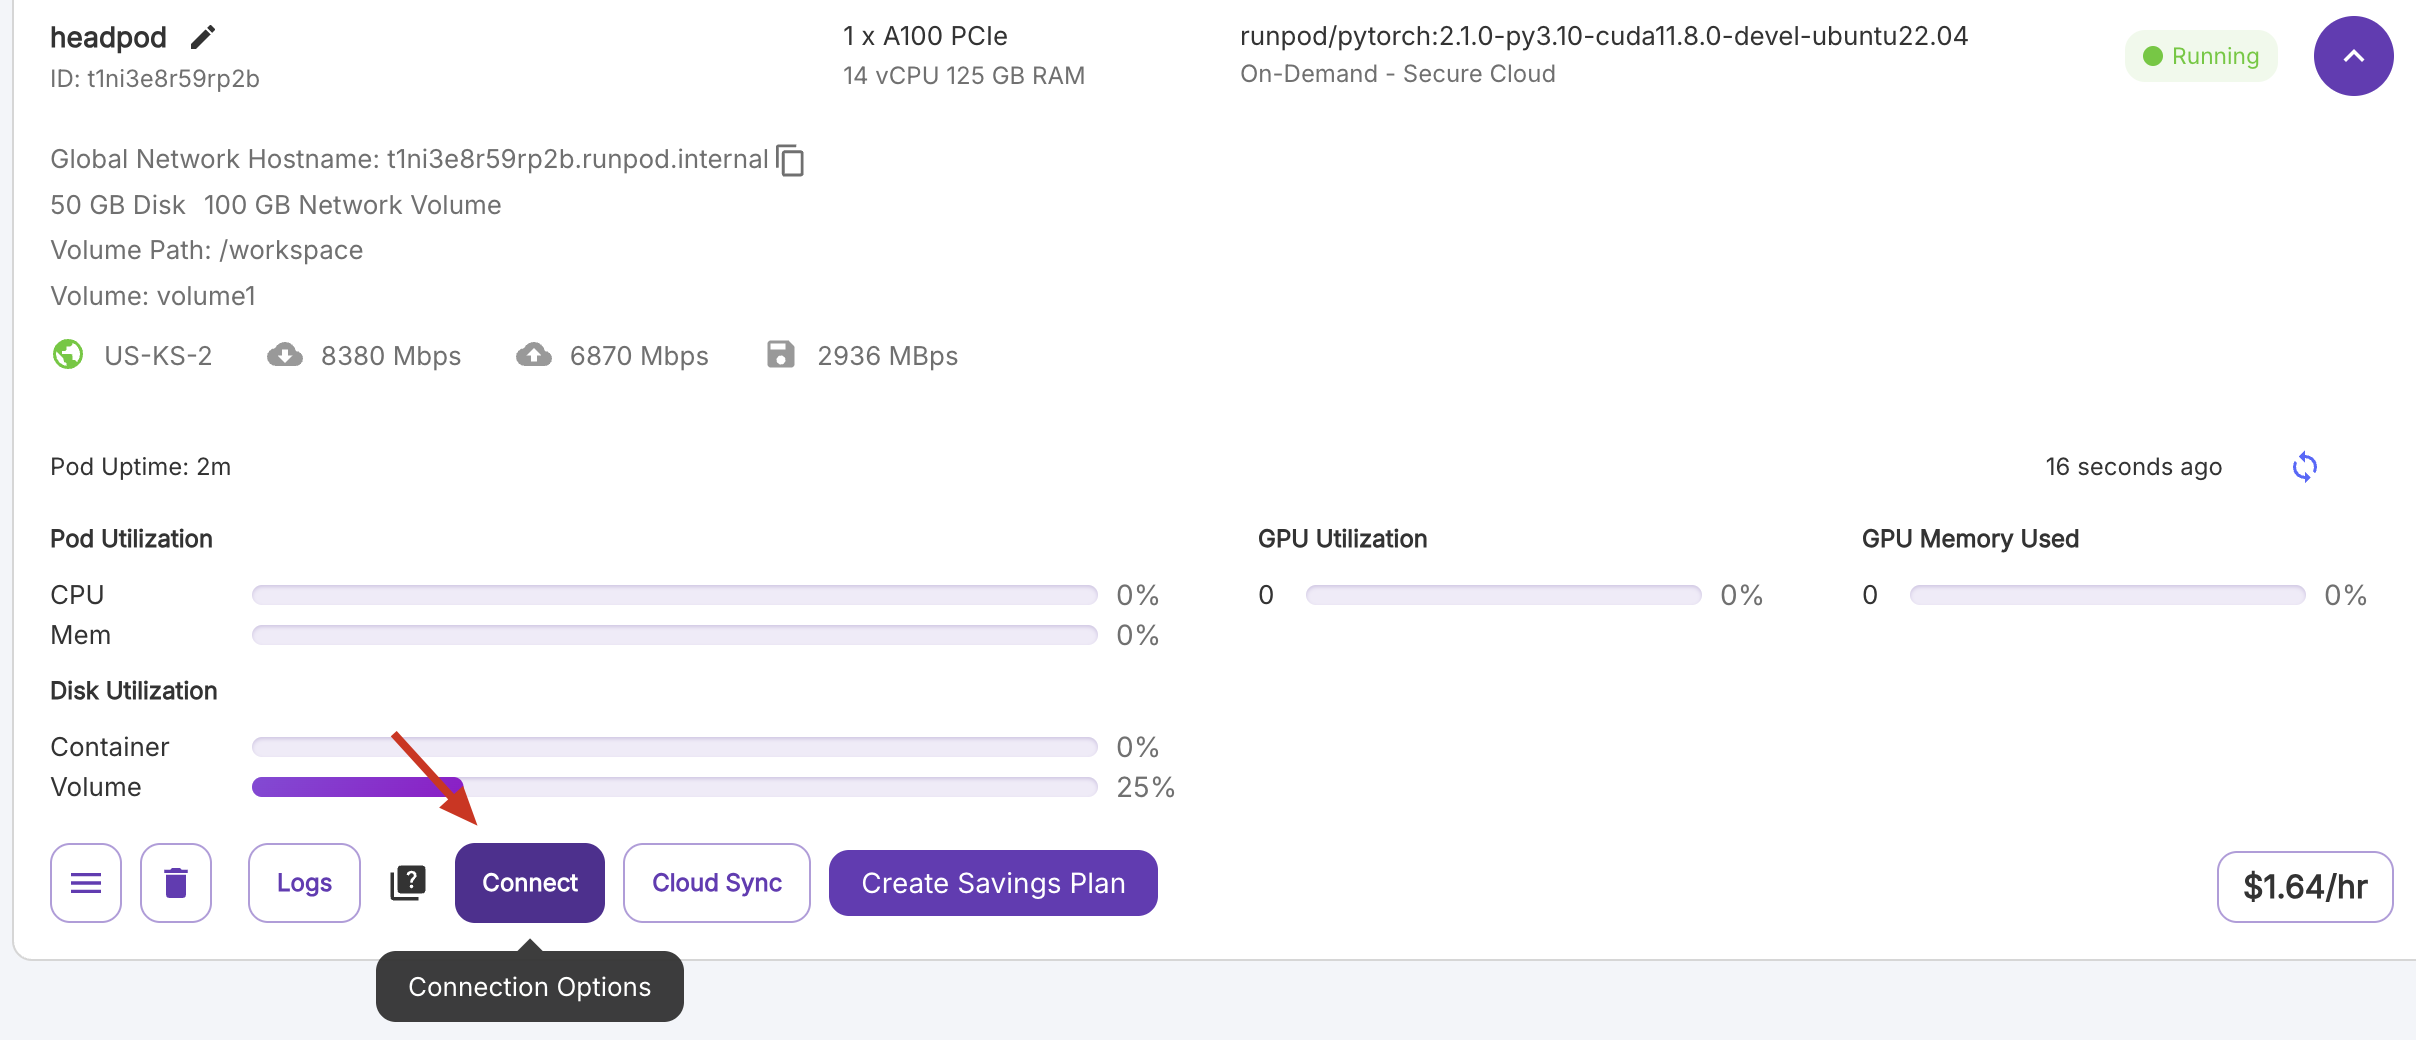 headpod
ID: t1ni3e8r59rp2b
1 x A100 PCIe
14 vCPU 125 GB RAM
runpod/pytorch:2.1.0-py3.10-cuda11.8.0-devel-ubuntu22.04
On-Demand - Secure Cloud
Running
Global Network Hostname: t1ni3e8r59rp2b.runpod.internal
50 GB Disk 100 GB Network Volume
Volume Path: /workspace
Volume: volume1
US-KS-2 8380 Mbps 6870 Mbps 2936 MBps
Pod Uptime: 2m
16 seconds ago
Pod Utilization
CPU 0%
Mem 0%
GPU Utilization
0 0%
GPU Memory Used
0 0%
Disk Utilization
Container 0%
Volume 25%
Logs ? Connect Cloud Sync Create Savings Plan $1.64/hr
Connection Options